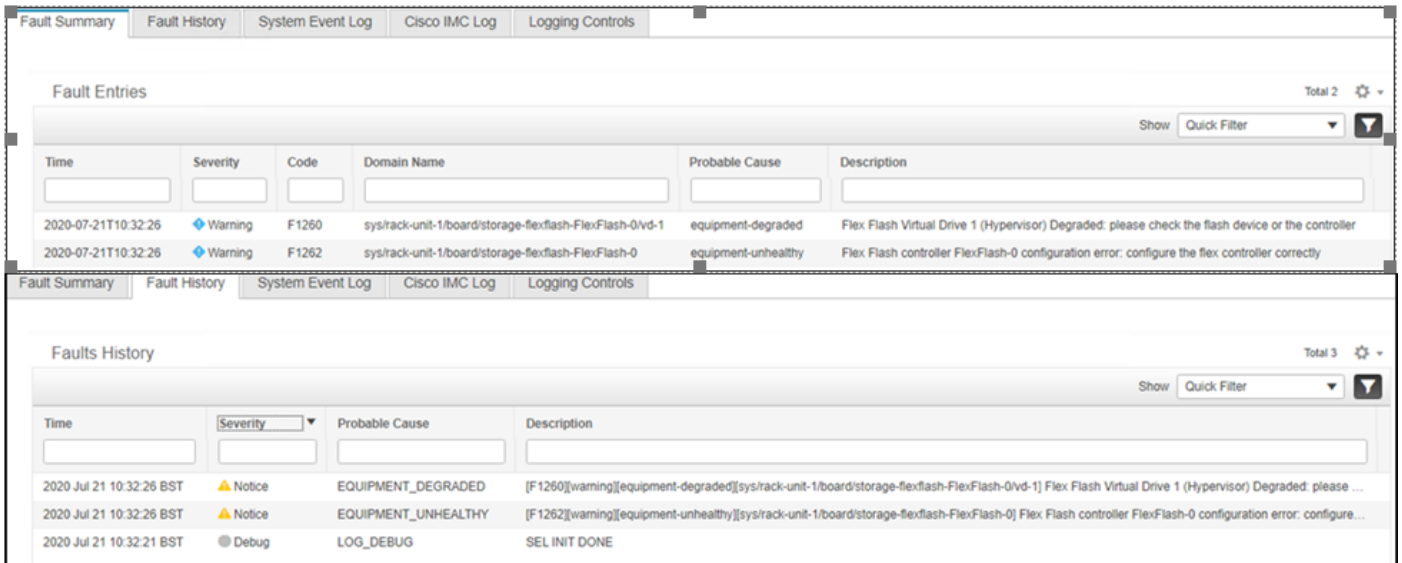 Fault Summary Fault History System Event Log Cisco IMC Log Logging Controls
Fault Entries Total 2
Show Quick Filter
Time Severity Code Domain Name Probable Cause Description
2020-07-21T10:32:26 Warning F1260 sys/rack-unit-1/board/storage-flexflash-FlexFlash-0/vd-1 equipment-degraded Flex Flash Virtual Drive 1 (Hypervisor) Degraded: please check the flash device or the controller
2020-07-21T10:32:26 Warning F1262 sys/rack-unit-1/board/storage-flexflash-FlexFlash-0 equipment-unhealthy Flex Flash controller FlexFlash-0 configuration error: configure the flex controller correctly
Fault Summary Fault History System Event Log Cisco IMC Log Logging Controls
Faults History Total 3
Show Quick Filter
Time Severity Probable Cause Description
2020 Jul 21 10:32:26 BST Notice EQUIPMENT_DEGRADED [F1260][warning][equipment-degraded][sys/rack-unit-1/board/storage-flexflash-FlexFlash-0/vd-1] Flex Flash Virtual Drive 1 (Hypervisor) Degraded: please ...
2020 Jul 21 10:32:26 BST Notice EQUIPMENT_UNHEALTHY [F1262][warning][equipment-unhealthy][sys/rack-unit-1/board/storage-flexflash-FlexFlash-0] Flex Flash controller FlexFlash-0 configuration error: configure...
2020 Jul 21 10:32:21 BST Debug LOG_DEBUG SEL INIT DONE